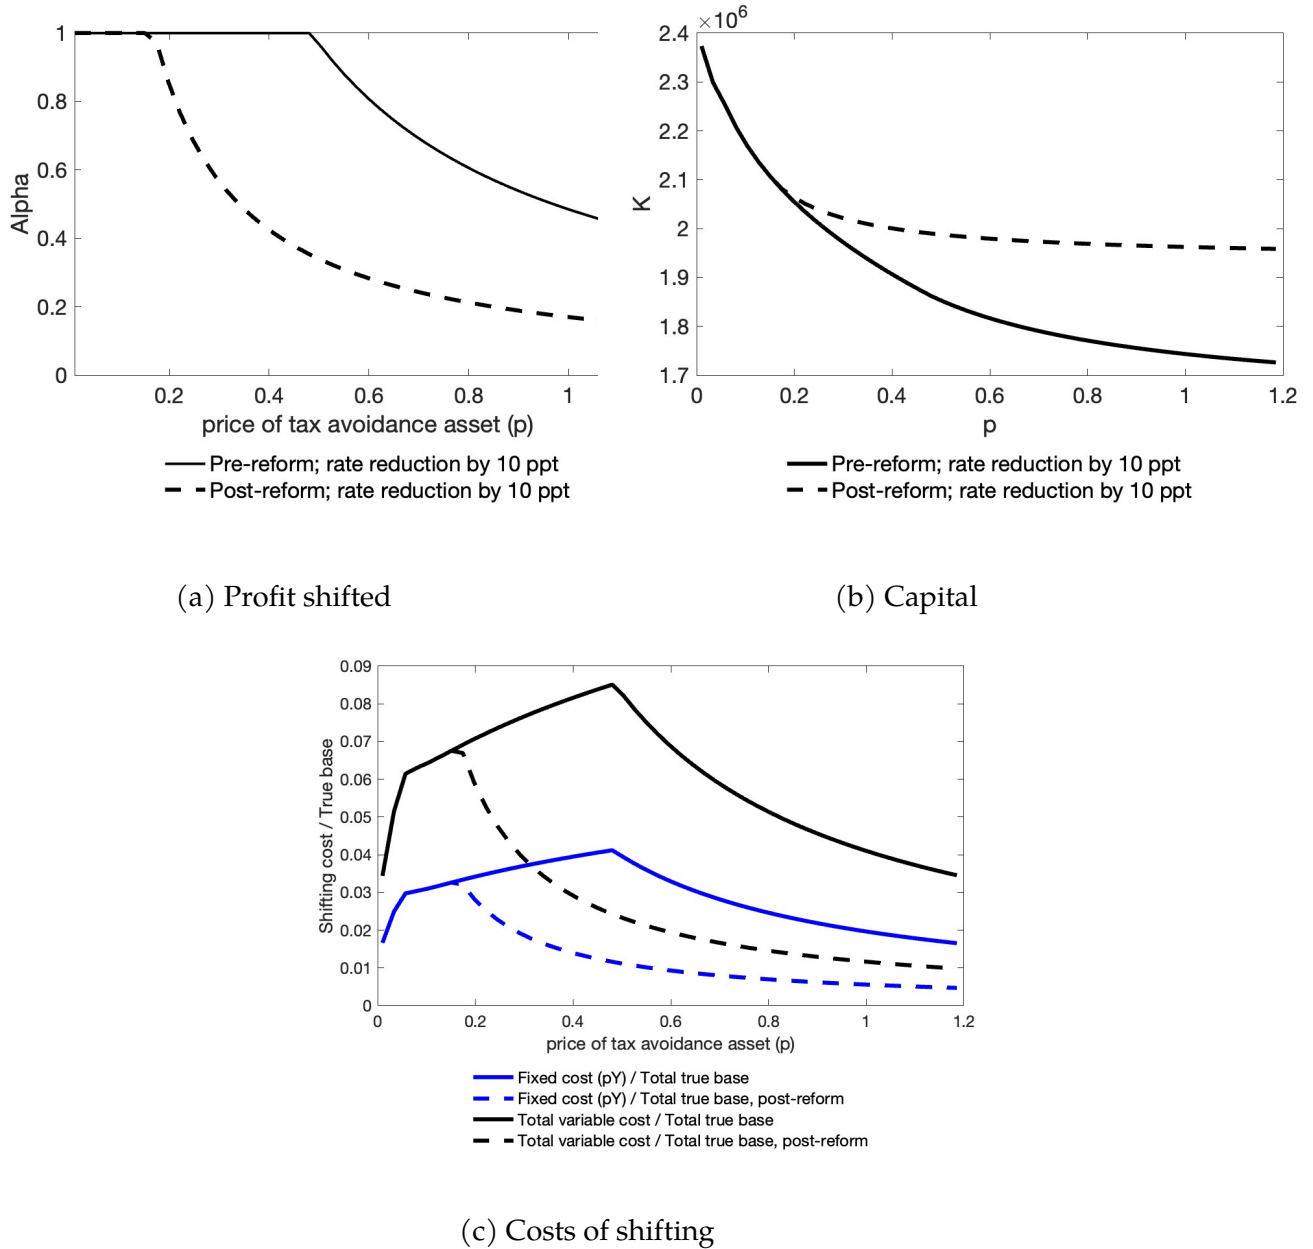 1
0.8
0.6
0.4
0.2
0
Alpha
0.2 0.4 0.6 0.8 1
price of tax avoidance asset (p)
Pre-reform; rate reduction by 10 ppt
Post-reform; rate reduction by 10 ppt
(a) Profit shifted
×10⁶
2.4
2.3
2.2
2.1
2
1.9
1.8
1.7
K
0 0.2 0.4 0.6 0.8 1 1.2
p
Pre-reform; rate reduction by 10 ppt
Post-reform; rate reduction by 10 ppt
(b) Capital
0.09
0.08
0.07
0.06
0.05
0.04
0.03
0.02
0.01
0
Shifting cost / True base
0 0.2 0.4 0.6 0.8 1 1.2
price of tax avoidance asset (p)
Fixed cost (pY) / Total true base
Fixed cost (pY) / Total true base, post-reform
Total variable cost / Total true base
Total variable cost / Total true base, post-reform
(c) Costs of shifting